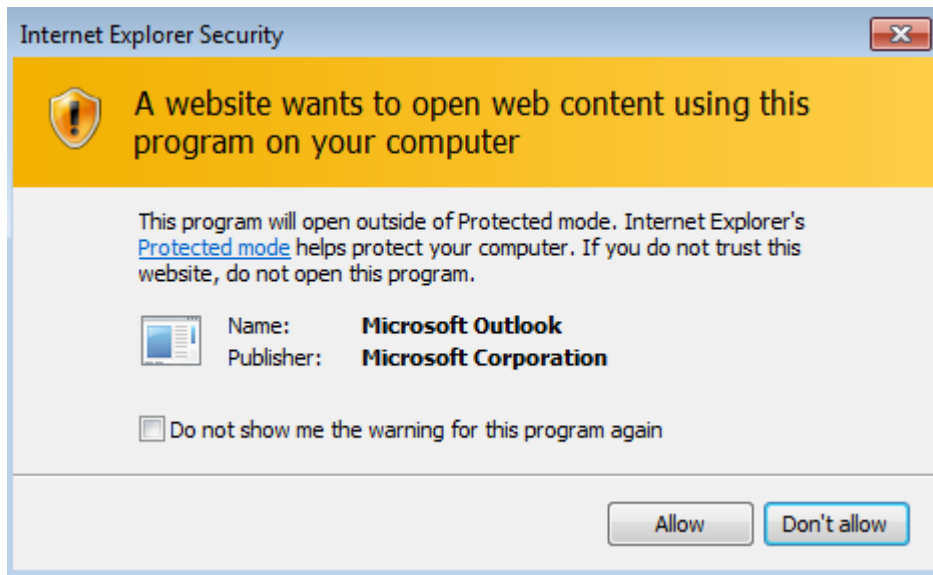 Internet Explorer Security
A website wants to open web content using this
program on your computer
This program will open outside of Protected mode. Internet Explorer's
Protected mode helps protect your computer. If you do not trust this
website, do not open this program.
Name: Microsoft Outlook
Publisher: Microsoft Corporation
Do not show me the warning for this program again
Allow Don't allow